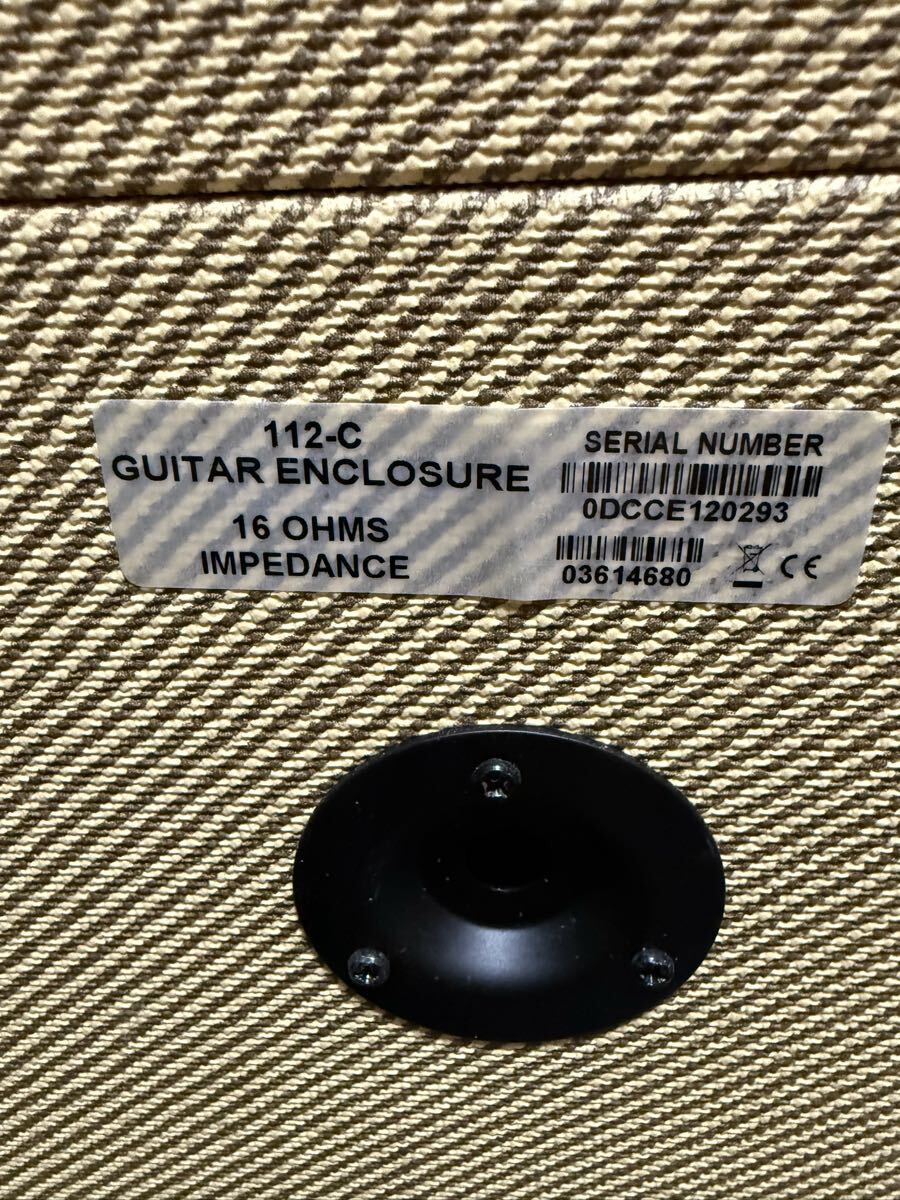 112-C
GUITAR ENCLOSURE
16 OHMS
IMPEDANCE
SERIAL NUMBER
0DCCE120293
03614680
CE